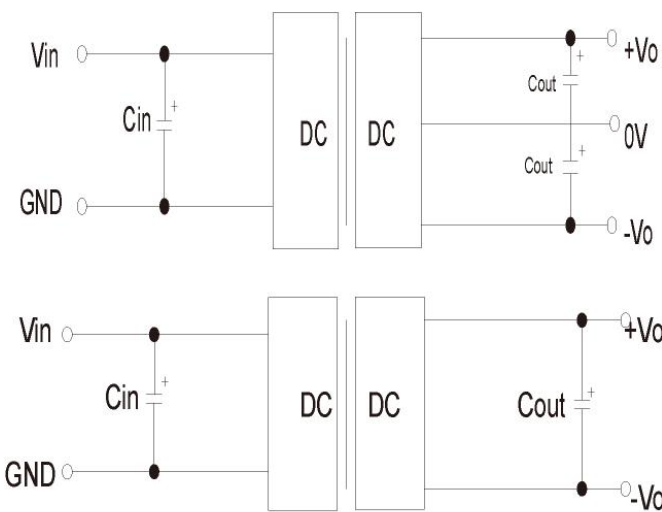 Vin
+
Cin
GND
DC
DC
+
Cout
+
Cout
+Vo
0V
-Vo
Vin
+
Cin
GND
DC
DC
+
Cout
+Vo
-Vo